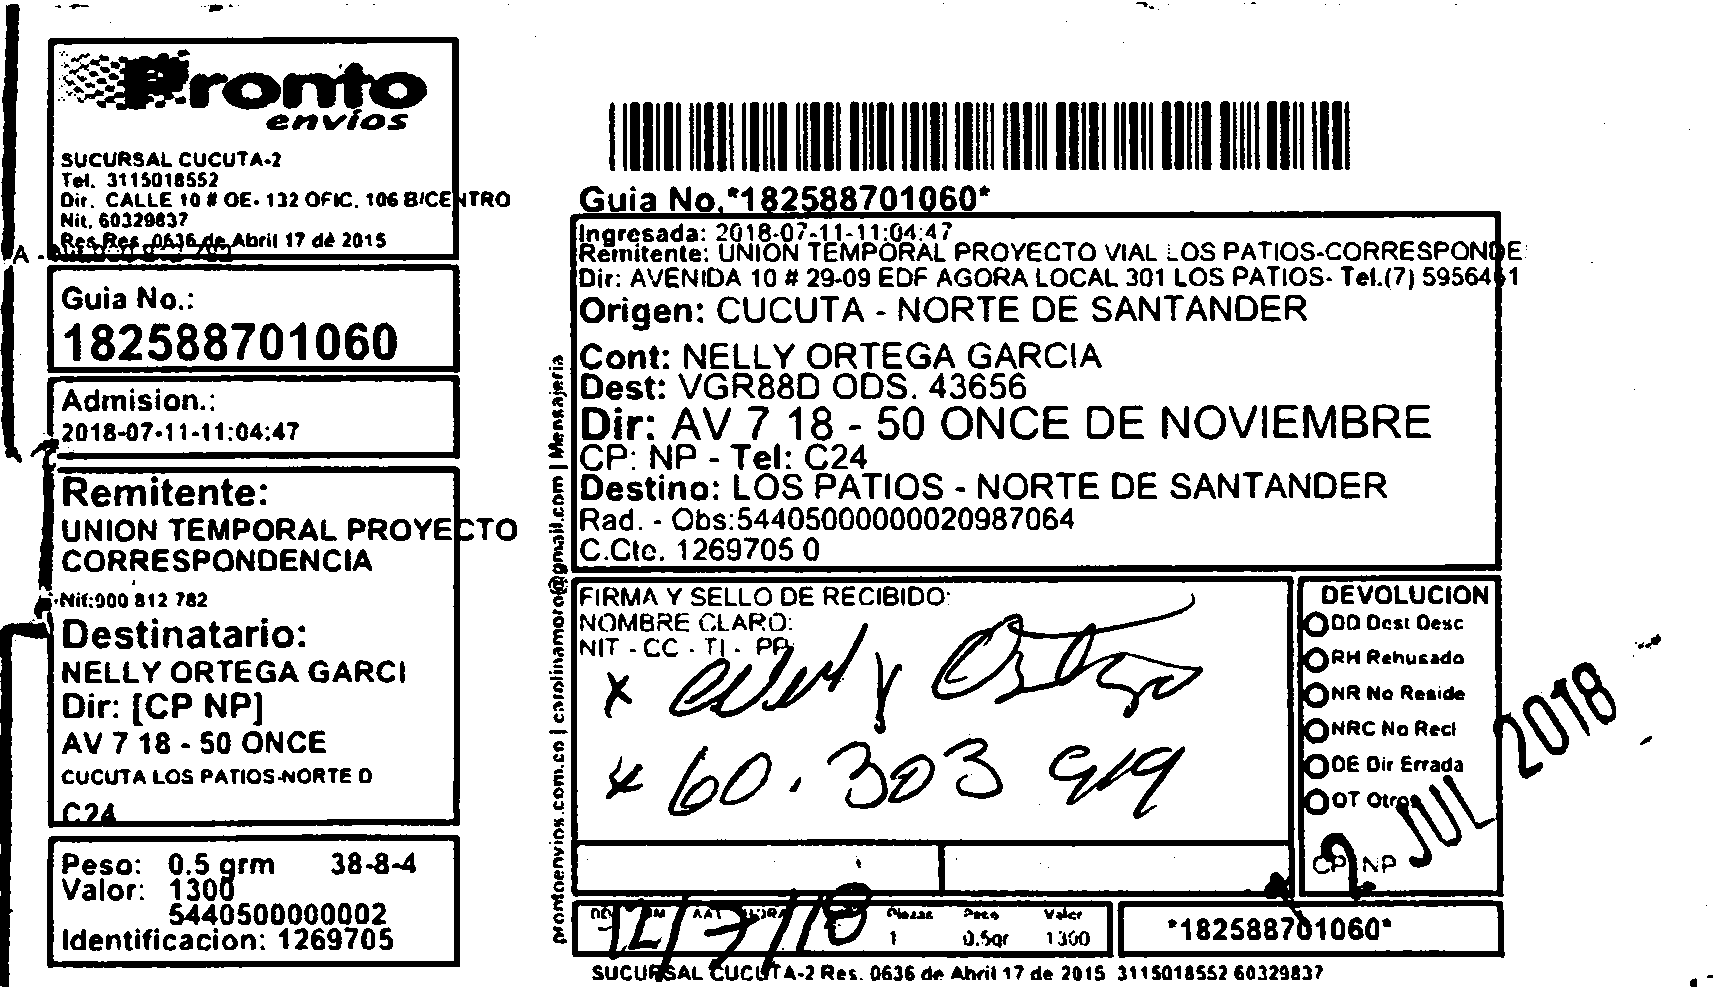 Pronto
envios
SUCURSAL CUCUTA-2
Tel. 3115018552
Dir. CALLE 10 # OE- 132 OFIC. 106 B/CENTRO
Nit. 60329837
Res.Res. 0636 de Abril 17 de 2015
Guia No.:
182588701060
Admision.:
2018-07-11-11:04:47
Remitente:
UNION TEMPORAL PROYECTO
CORRESPONDENCIA
Nit:900 812 782
Destinatario:
NELLY ORTEGA GARCI
Dir: [CP NP]
AV 7 18 - 50 ONCE
CUCUTA LOS PATIOS-NORTE D
C24
Peso: 0.5 grm 38-8-4
Valor: 1300
5440500000002
Identificacion: 1269705
prontoenvios.com.co | carolinamoro@gmail.com | Mensajeria
Guia No.*182588701060*
Ingresada: 2018-07-11-11:04:47
Remitente: UNION TEMPORAL PROYECTO VIAL LOS PATIOS-CORRESPONDE
Dir: AVENIDA 10 # 29-09 EDF AGORA LOCAL 301 LOS PATIOS- Tel.(7) 5956461
Origen: CUCUTA - NORTE DE SANTANDER
Cont: NELLY ORTEGA GARCIA
Dest: VGR88D ODS. 43656
Dir: AV 7 18 - 50 ONCE DE NOVIEMBRE
CP: NP - Tel: C24
Destino: LOS PATIOS - NORTE DE SANTANDER
Rad. - Obs:54405000000020987064
C.Cto. 1269705 0
FIRMA Y SELLO DE RECIBIDO:
NOMBRE CLARO:
NIT - CC - TI - PP:
x Nelly Ortega
x 60.303 919
DEVOLUCION
DD Dest Desc
RH Rehusado
NR No Reside
NRC No Recl
DE Dir Errada
OT Otros
CP NP
2 JUL 2018
12/7/18
Piezas Peso Valor
1 0.5gr 1300
*182588701060*
SUCURSAL CUCUTA-2 Res. 0636 de Abril 17 de 2015 3115018552 60329837